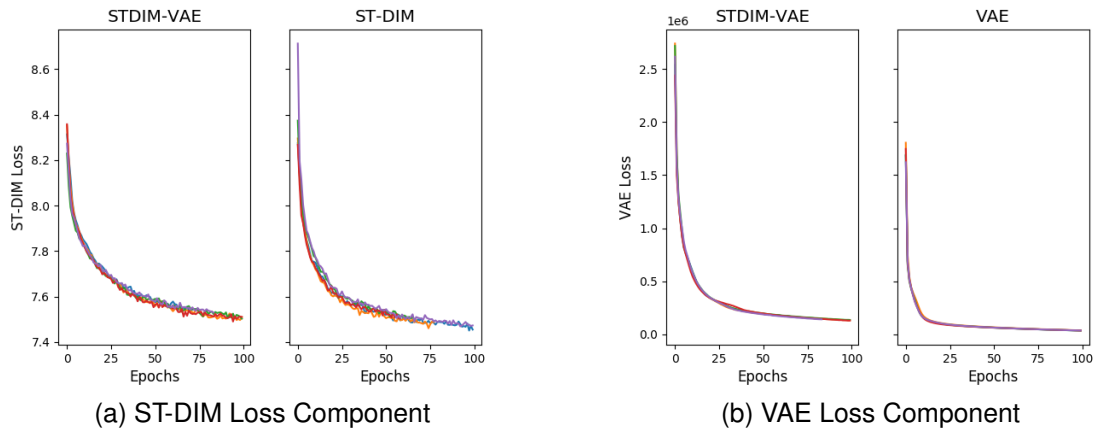 STDIM-VAE
ST-DIM
8.6
8.4
8.2
8.0
7.8
7.6
7.4
ST-DIM Loss
0 25 50 75 100
0 25 50 75 100
Epochs
Epochs
(a) ST-DIM Loss Component
STDIM-VAE
VAE
1e6
2.5
2.0
1.5
1.0
0.5
0.0
VAE Loss
0 25 50 75 100
0 25 50 75 100
Epochs
Epochs
(b) VAE Loss Component